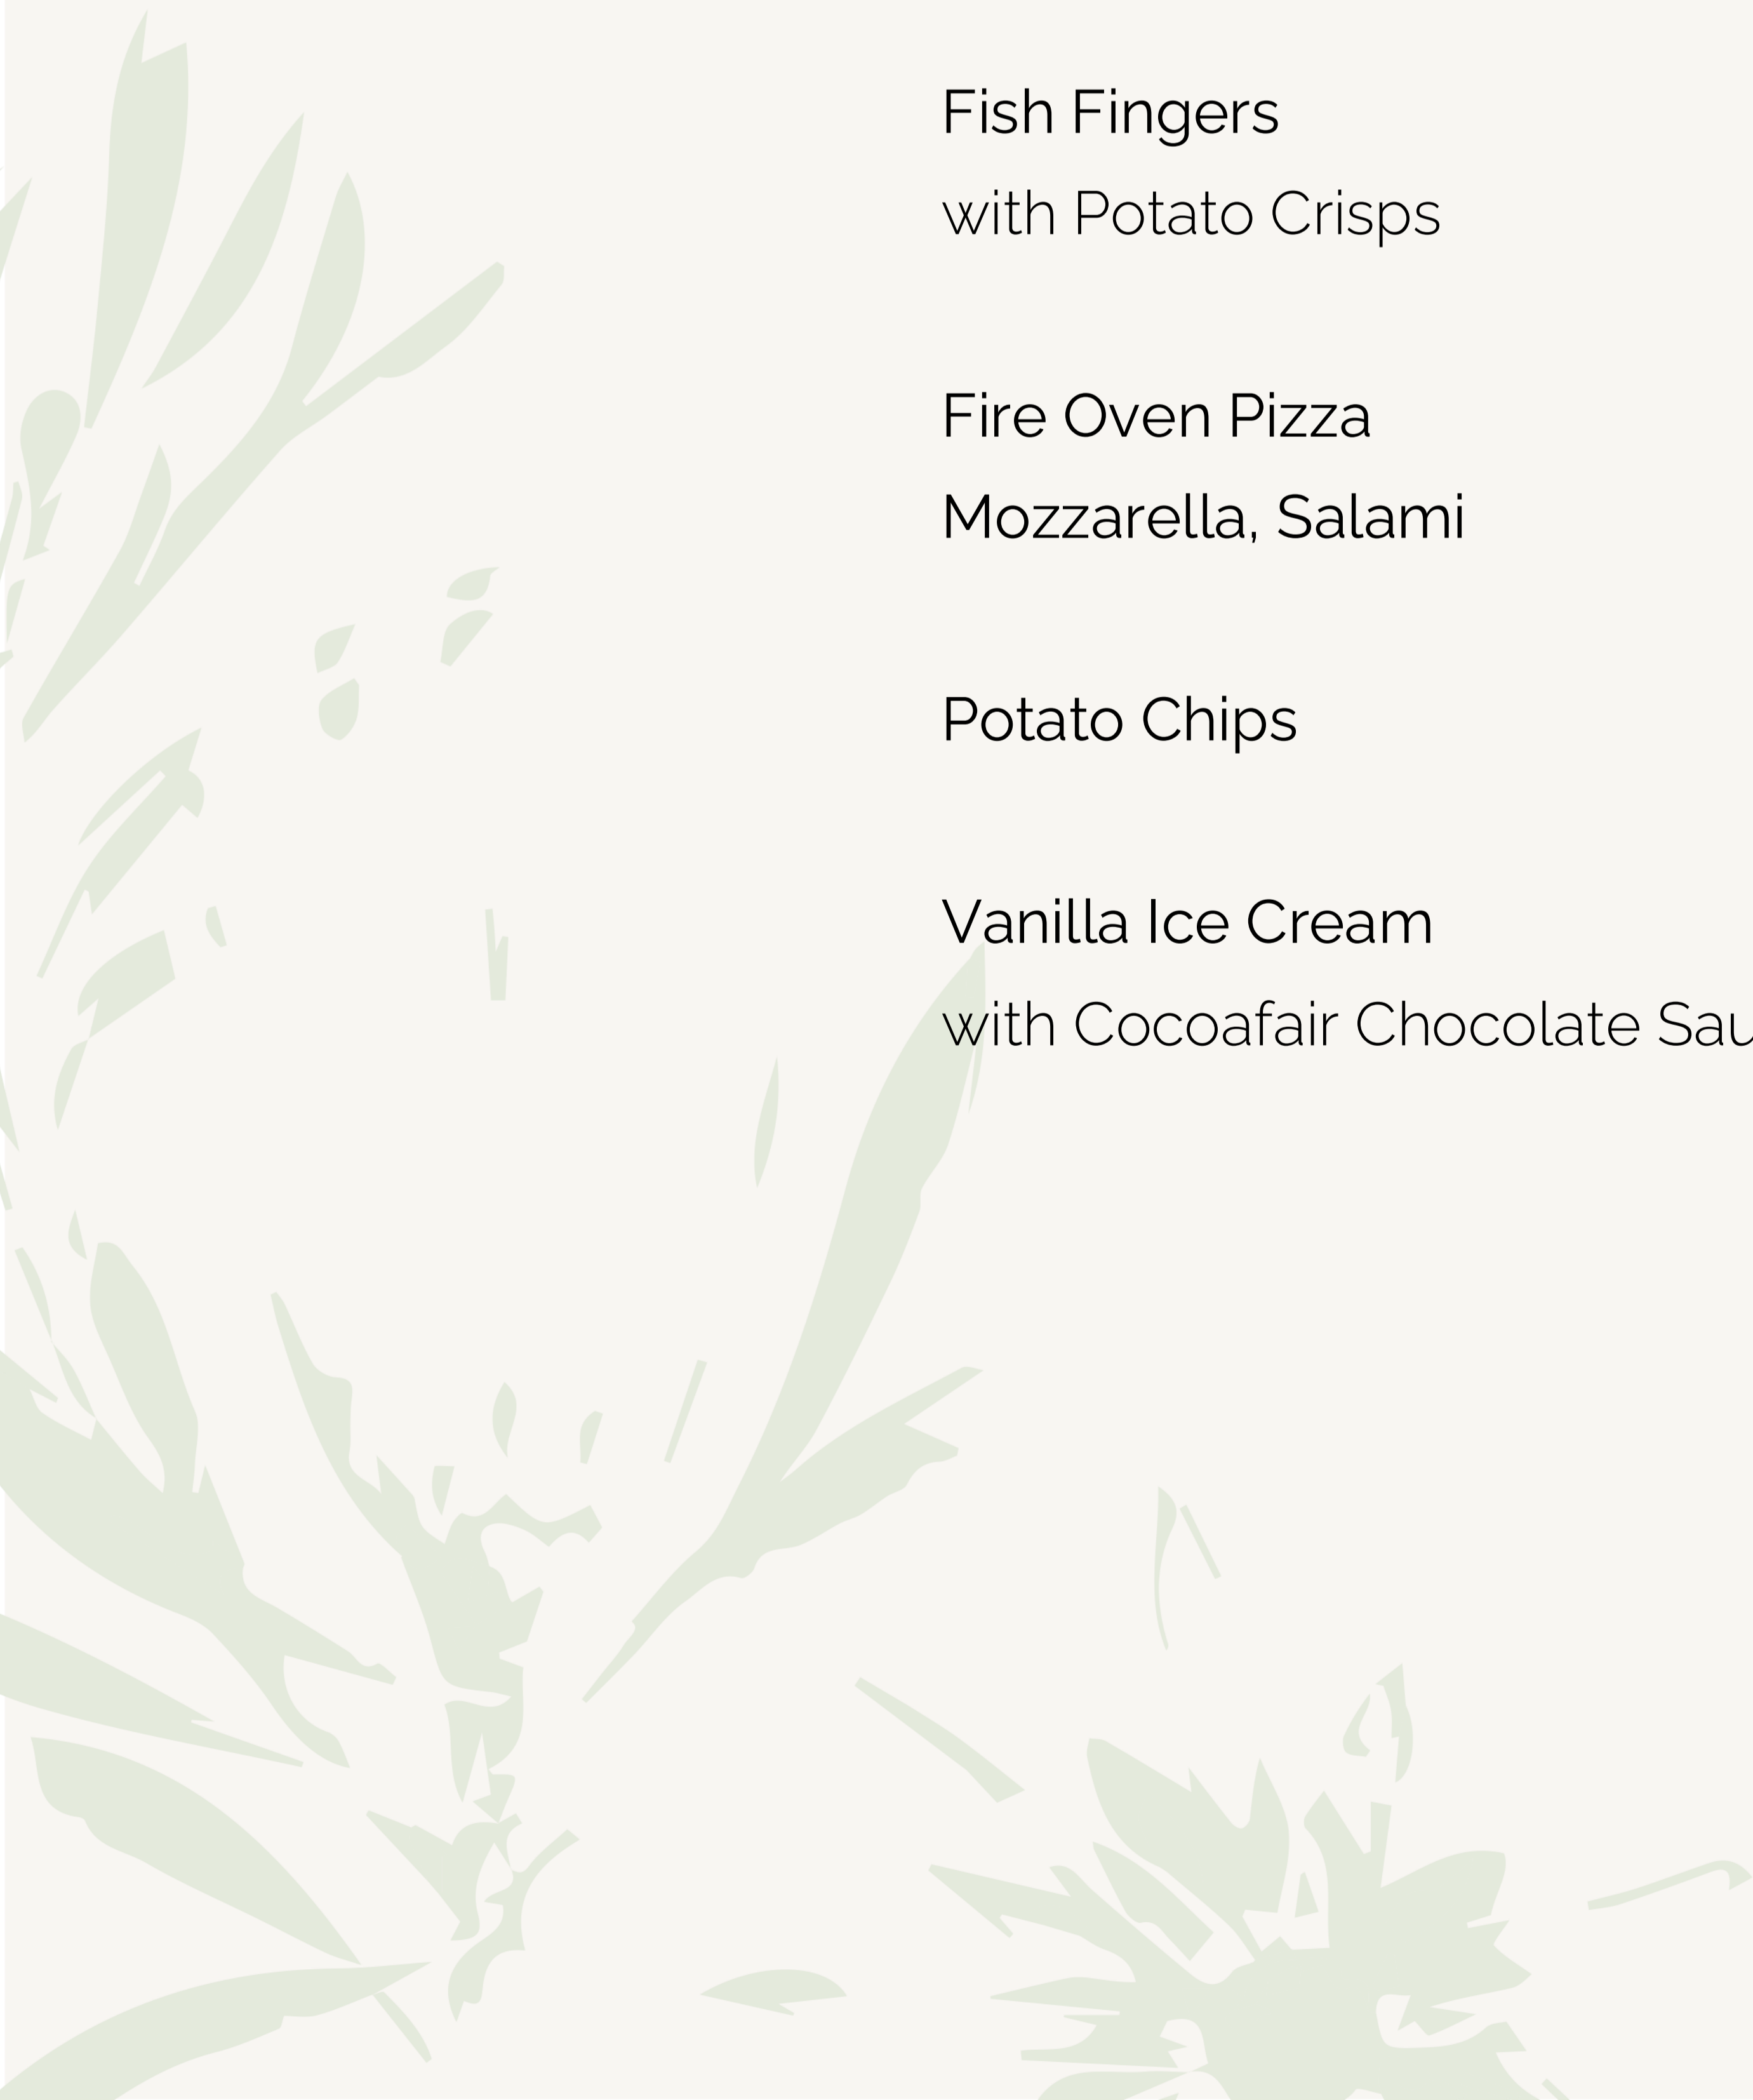 Fish Fingers
with Potato Crisps
Fire Oven Pizza
Mozzarella, Salami
Potato Chips
Vanilla Ice Cream
with Cocoafair Chocolate